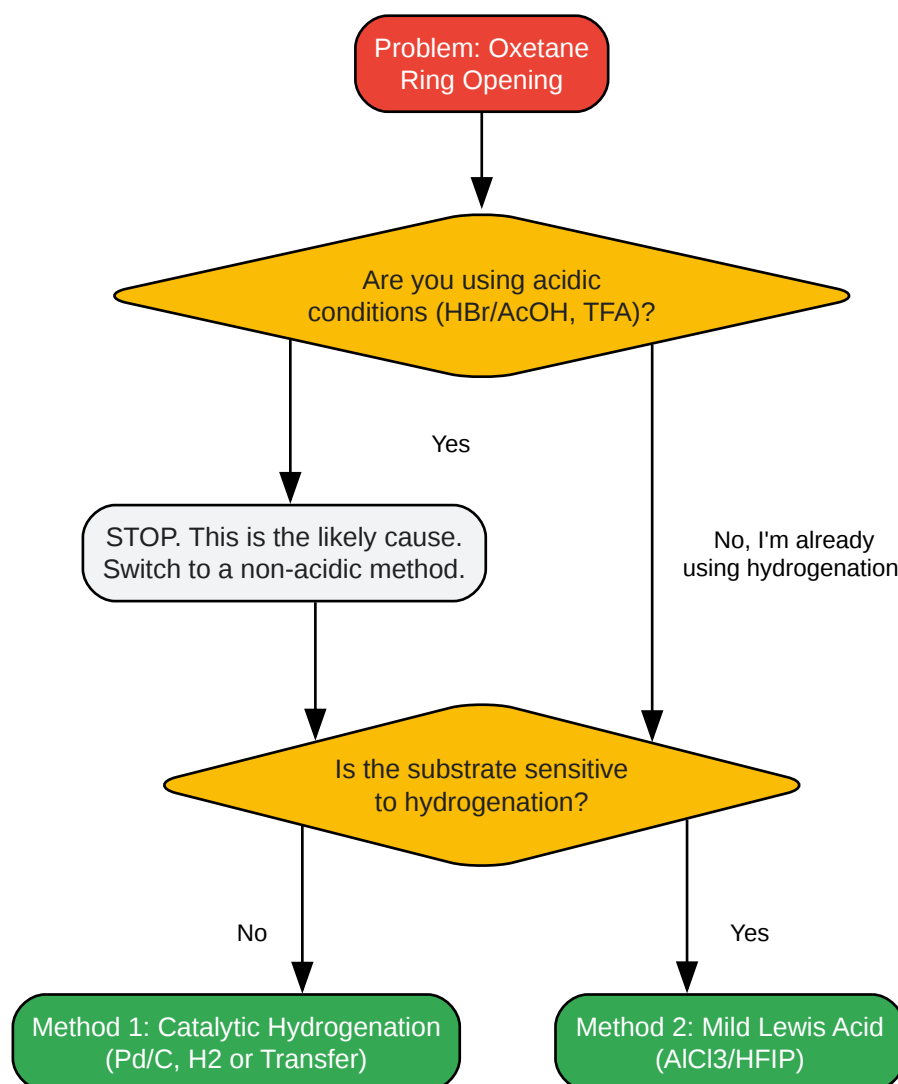 Problem: Oxetane
Ring Opening
Are you using acidic
conditions (HBr/AcOH, TFA)?
Yes
STOP. This is the likely cause.
Switch to a non-acidic method.
No, I'm already
using hydrogenation
Is the substrate sensitive
to hydrogenation?
No
Yes
Method 1: Catalytic Hydrogenation
(Pd/C, H2 or Transfer)
Method 2: Mild Lewis Acid
(AlCl3/HFIP)